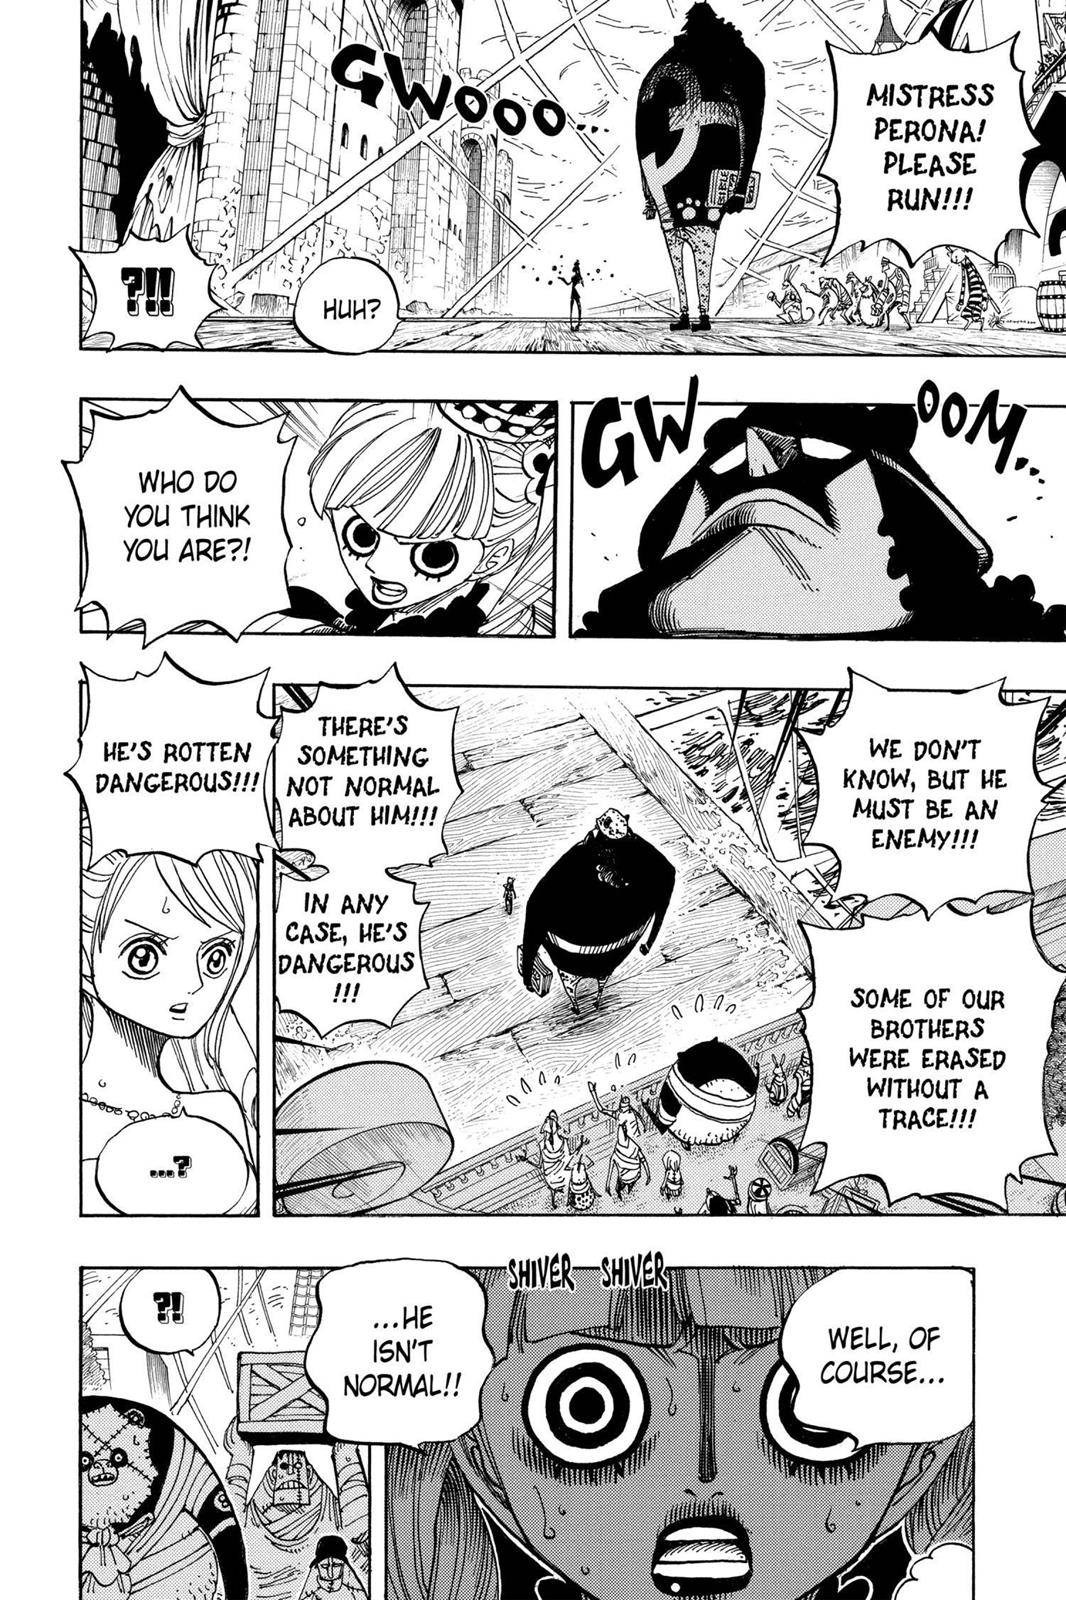 MISTRESS
PERONA!
PLEASE
RUN!!!
GWOOO...
HUH?
?!!
GW
OOM...
WHO DO
YOU THINK
YOU ARE?!
WE DON'T
KNOW, BUT HE
MUST BE AN
ENEMY!!!
SOME OF OUR
BROTHERS
WERE ERASED
WITHOUT A
TRACE!!!
THERE'S
SOMETHING
NOT NORMAL
ABOUT HIM!!!
IN ANY
CASE, HE'S
DANGEROUS
!!!
HE'S ROTTEN
DANGEROUS!!!
...?
WELL, OF
COURSE...
SHIVER SHIVER
...HE
ISN'T
NORMAL!!
?!